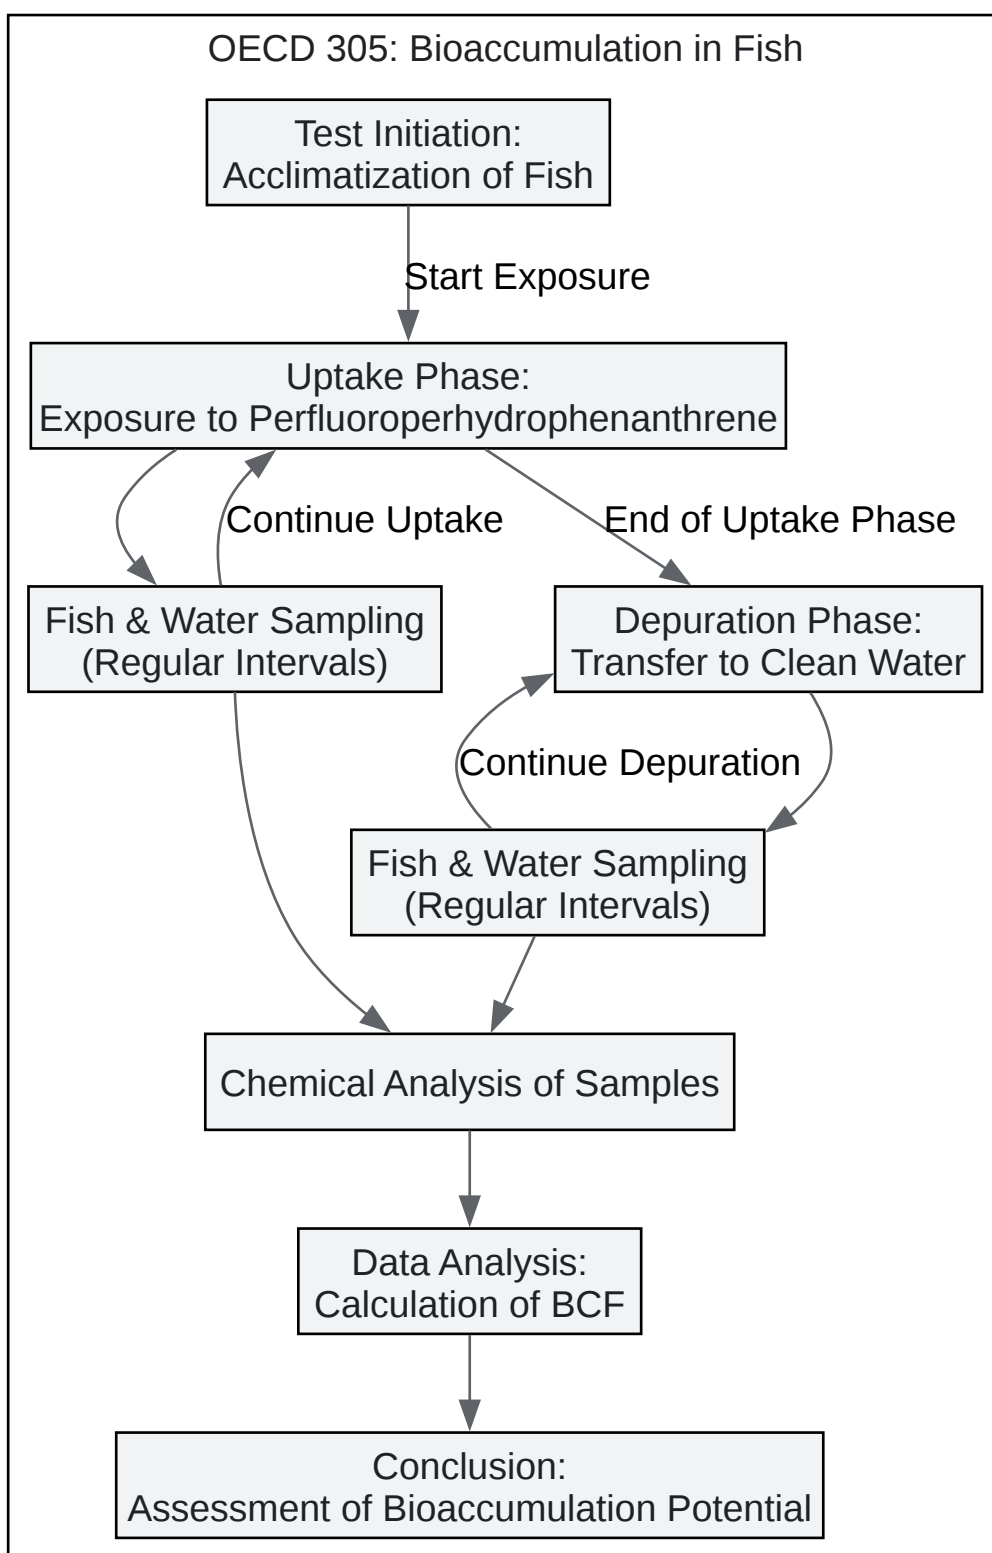 OECD 305: Bioaccumulation in Fish
Test Initiation:
Acclimatization of Fish
Start Exposure
Uptake Phase:
Exposure to Perfluoroperhydrophenanthrene
Continue Uptake
End of Uptake Phase
Fish & Water Sampling
(Regular Intervals)
Depuration Phase:
Transfer to Clean Water
Continue Depuration
Fish & Water Sampling
(Regular Intervals)
Chemical Analysis of Samples
Data Analysis:
Calculation of BCF
Conclusion:
Assessment of Bioaccumulation Potential